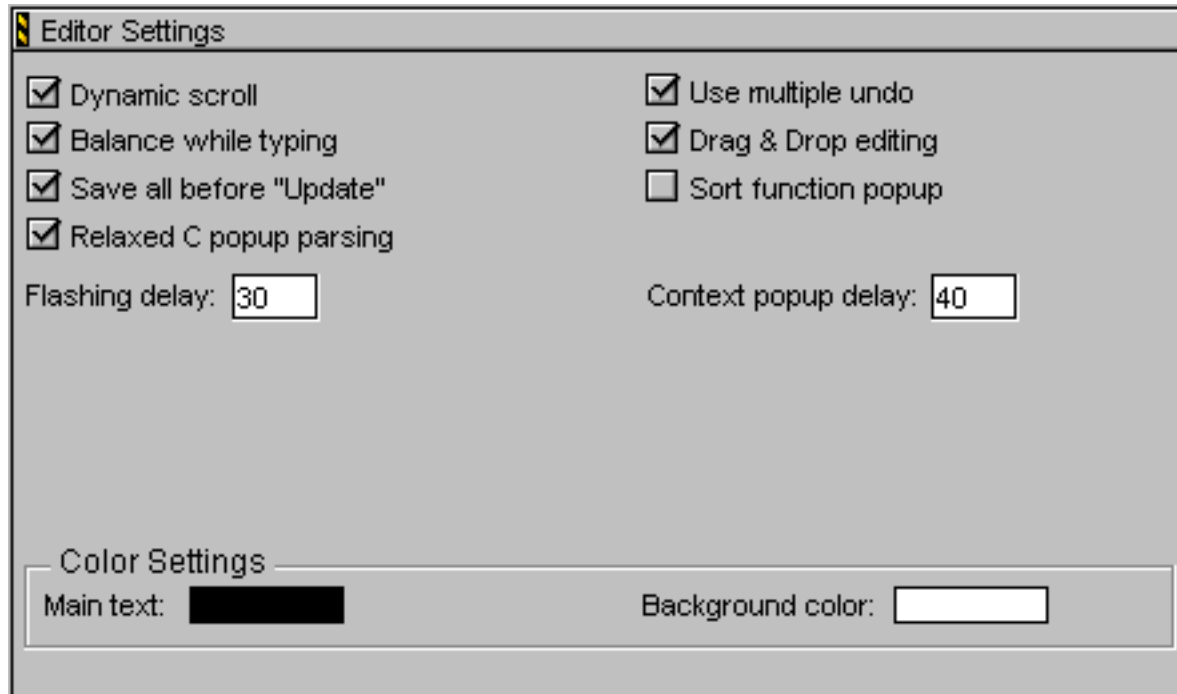 Editor Settings
Dynamic scroll
Use multiple undo
Balance while typing
Drag & Drop editing
Save all before "Update"
Sort function popup
Relaxed C popup parsing
Flashing delay: 30
Context popup delay: 40
Color Settings
Main text:
Background color: